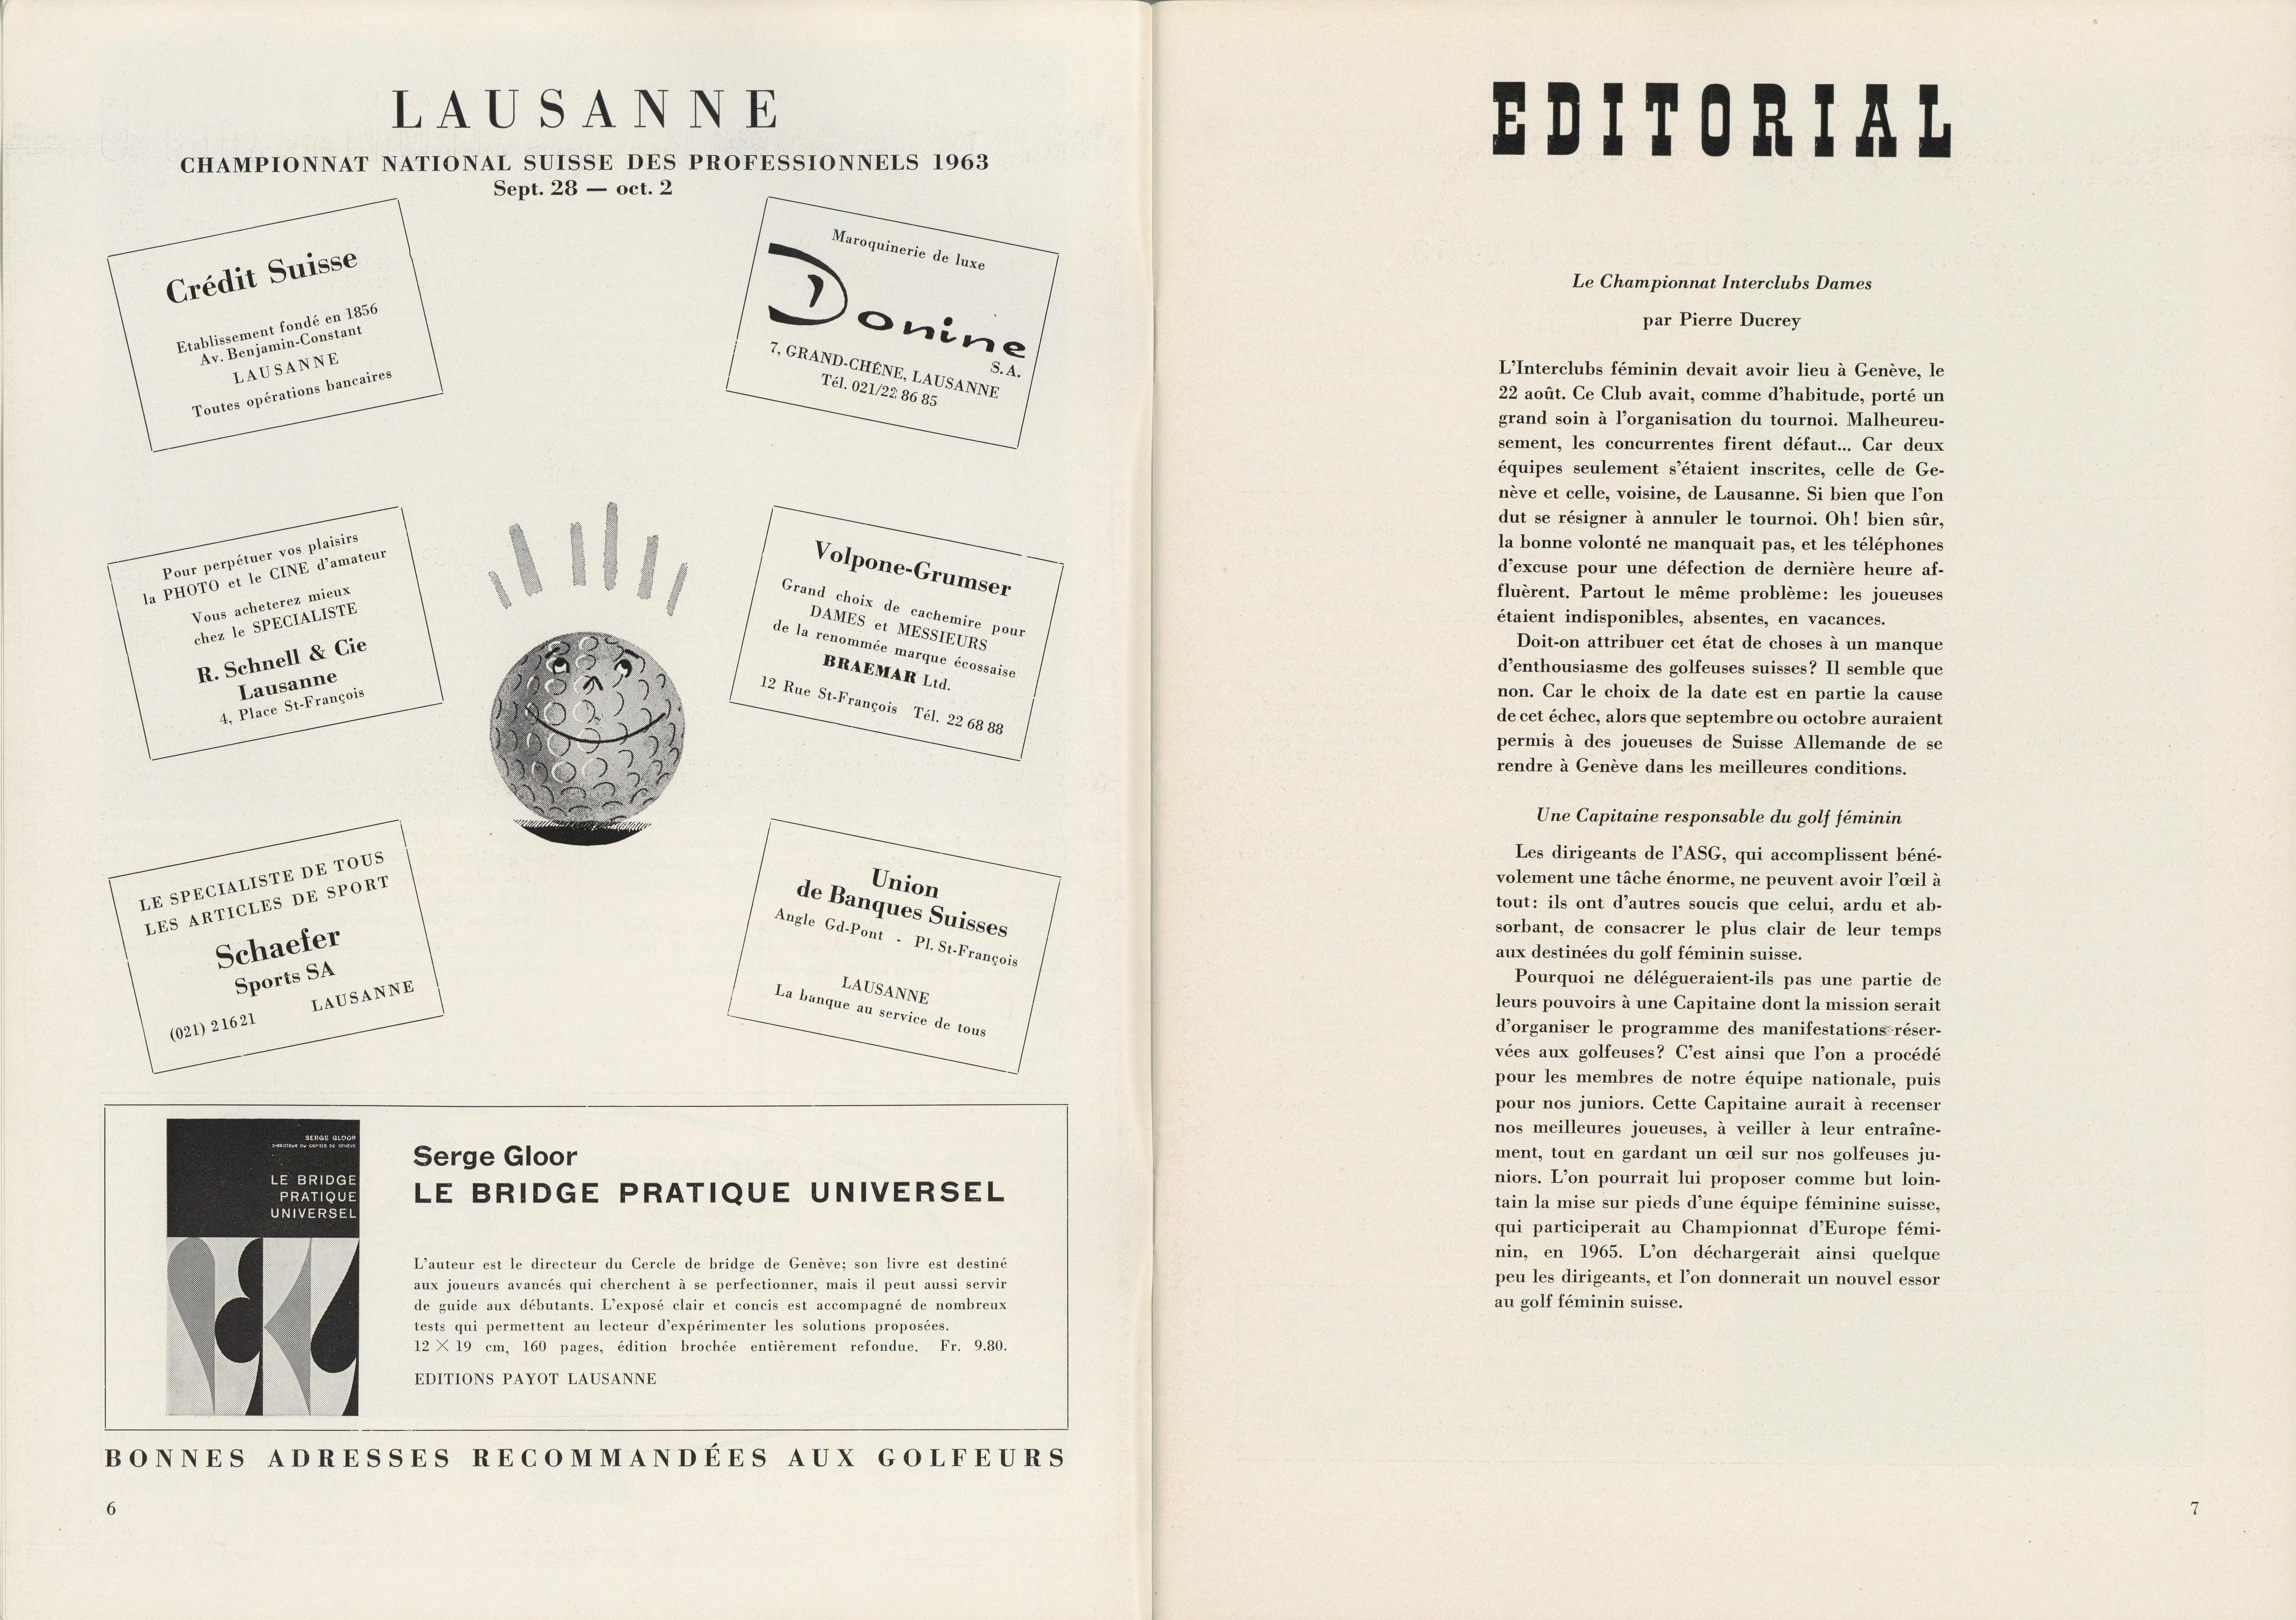 LAUSANNE
CHAMPIONNAT NATIONAL SUISSE DES PROFESSIONNELS 1963
Sept. 28 — oct. 2
Crédit Suisse
Etablissement fondé en 1856
Av. Benjamin-Constant
LAUSANNE
Toutes opérations bancaires
Maroquinerie de luxe
Donine
S.A.
7, GRAND-CHÊNE, LAUSANNE
Tél. 021/22 86 85
Pour perpétuer vos plaisirs
la PHOTO et le CINE d'amateur
Vous acheterez mieux
chez le SPECIALISTE
R. Schnell & Cie
Lausanne
4, Place St-François
Volpone-Grumser
Grand choix de cachemire pour
DAMES et MESSIEURS
de la renommée marque écossaise
BRAEMAR Ltd.
12 Rue St-François Tél. 22 68 88
LE SPECIALISTE DE TOUS
LES ARTICLES DE SPORT
Schaefer
Sports SA
LAUSANNE
(021) 21621
Union
de Banques Suisses
Angle Gd-Pont - Pl. St-François
LAUSANNE
La banque au service de tous
SERGE GLOOR
DIRECTEUR DU CERCLE DE GENÈVE
LE BRIDGE
PRATIQUE
UNIVERSEL
Serge Gloor
LE BRIDGE PRATIQUE UNIVERSEL
L'auteur est le directeur du Cercle de bridge de Genève; son livre est destiné
aux joueurs avancés qui cherchent à se perfectionner, mais il peut aussi servir
de guide aux débutants. L'exposé clair et concis est accompagné de nombreux
tests qui permettent au lecteur d'expérimenter les solutions proposées.
12 × 19 cm, 160 pages, édition brochée entièrement refondue. Fr. 9.80.
EDITIONS PAYOT LAUSANNE
BONNES ADRESSES RECOMMANDÉES AUX GOLFEURS
6
EDITORIAL
Le Championnat Interclubs Dames
par Pierre Ducrey
L'Interclubs féminin devait avoir lieu à Genève, le
22 août. Ce Club avait, comme d'habitude, porté un
grand soin à l'organisation du tournoi. Malheureu-
sement, les concurrentes firent défaut... Car deux
équipes seulement s'étaient inscrites, celle de Ge-
nève et celle, voisine, de Lausanne. Si bien que l'on
dut se résigner à annuler le tournoi. Oh! bien sûr,
la bonne volonté ne manquait pas, et les téléphones
d'excuse pour une défection de dernière heure af-
fluèrent. Partout le même problème: les joueuses
étaient indisponibles, absentes, en vacances.
Doit-on attribuer cet état de choses à un manque
d'enthousiasme des golfeuses suisses? Il semble que
non. Car le choix de la date est en partie la cause
de cet échec, alors que septembre ou octobre auraient
permis à des joueuses de Suisse Allemande de se
rendre à Genève dans les meilleures conditions.
Une Capitaine responsable du golf féminin
Les dirigeants de l'ASG, qui accomplissent béné-
volement une tâche énorme, ne peuvent avoir l'œil à
tout: ils ont d'autres soucis que celui, ardu et ab-
sorbant, de consacrer le plus clair de leur temps
aux destinées du golf féminin suisse.
Pourquoi ne délégueraient-ils pas une partie de
leurs pouvoirs à une Capitaine dont la mission serait
d'organiser le programme des manifestations réser-
vées aux golfeuses? C'est ainsi que l'on a procédé
pour les membres de notre équipe nationale, puis
pour nos juniors. Cette Capitaine aurait à recenser
nos meilleures joueuses, à veiller à leur entraîne-
ment, tout en gardant un œil sur nos golfeuses ju-
niors. L'on pourrait lui proposer comme but loin-
tain la mise sur pieds d'une équipe féminine suisse,
qui participerait au Championnat d'Europe fémi-
nin, en 1965. L'on déchargerait ainsi quelque
peu les dirigeants, et l'on donnerait un nouvel essor
au golf féminin suisse.
7